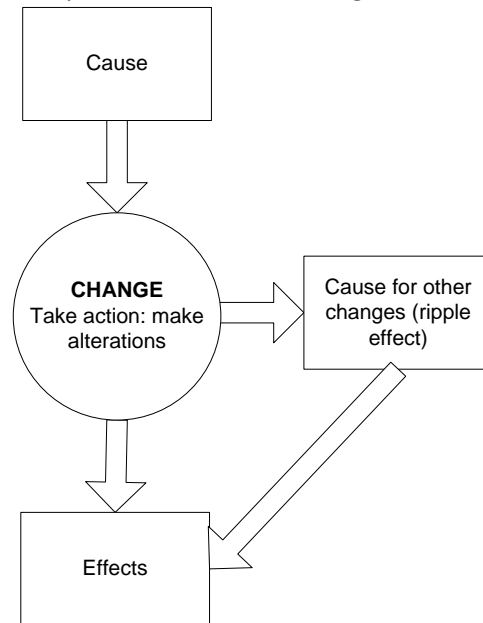 Cause
CHANGE
Take action: make
alterations
Cause for other
changes (ripple
effect)
Effects